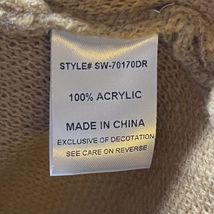 STYLE# SW-70170DR
100% ACRYLIC
MADE IN CHINA
EXCLUSIVE OF DECOTATION
SEE CARE ON REVERSE